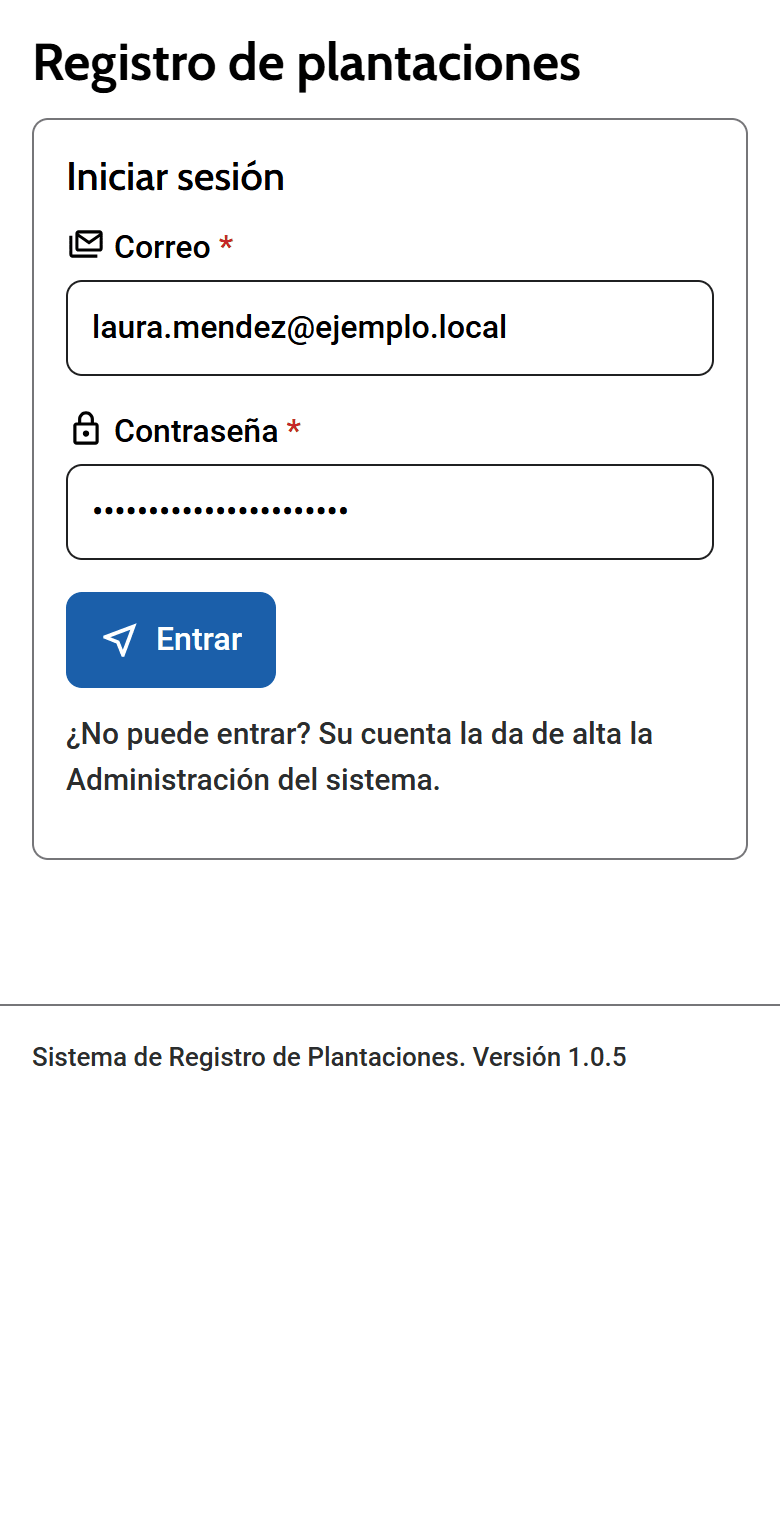 Registro de plantaciones
Iniciar sesión
Correo *
laura.mendez@ejemplo.local
Contraseña *
••••••••••••••••••••••••
Entrar
¿No puede entrar? Su cuenta la da de alta la
Administración del sistema.
Sistema de Registro de Plantaciones. Versión 1.0.5